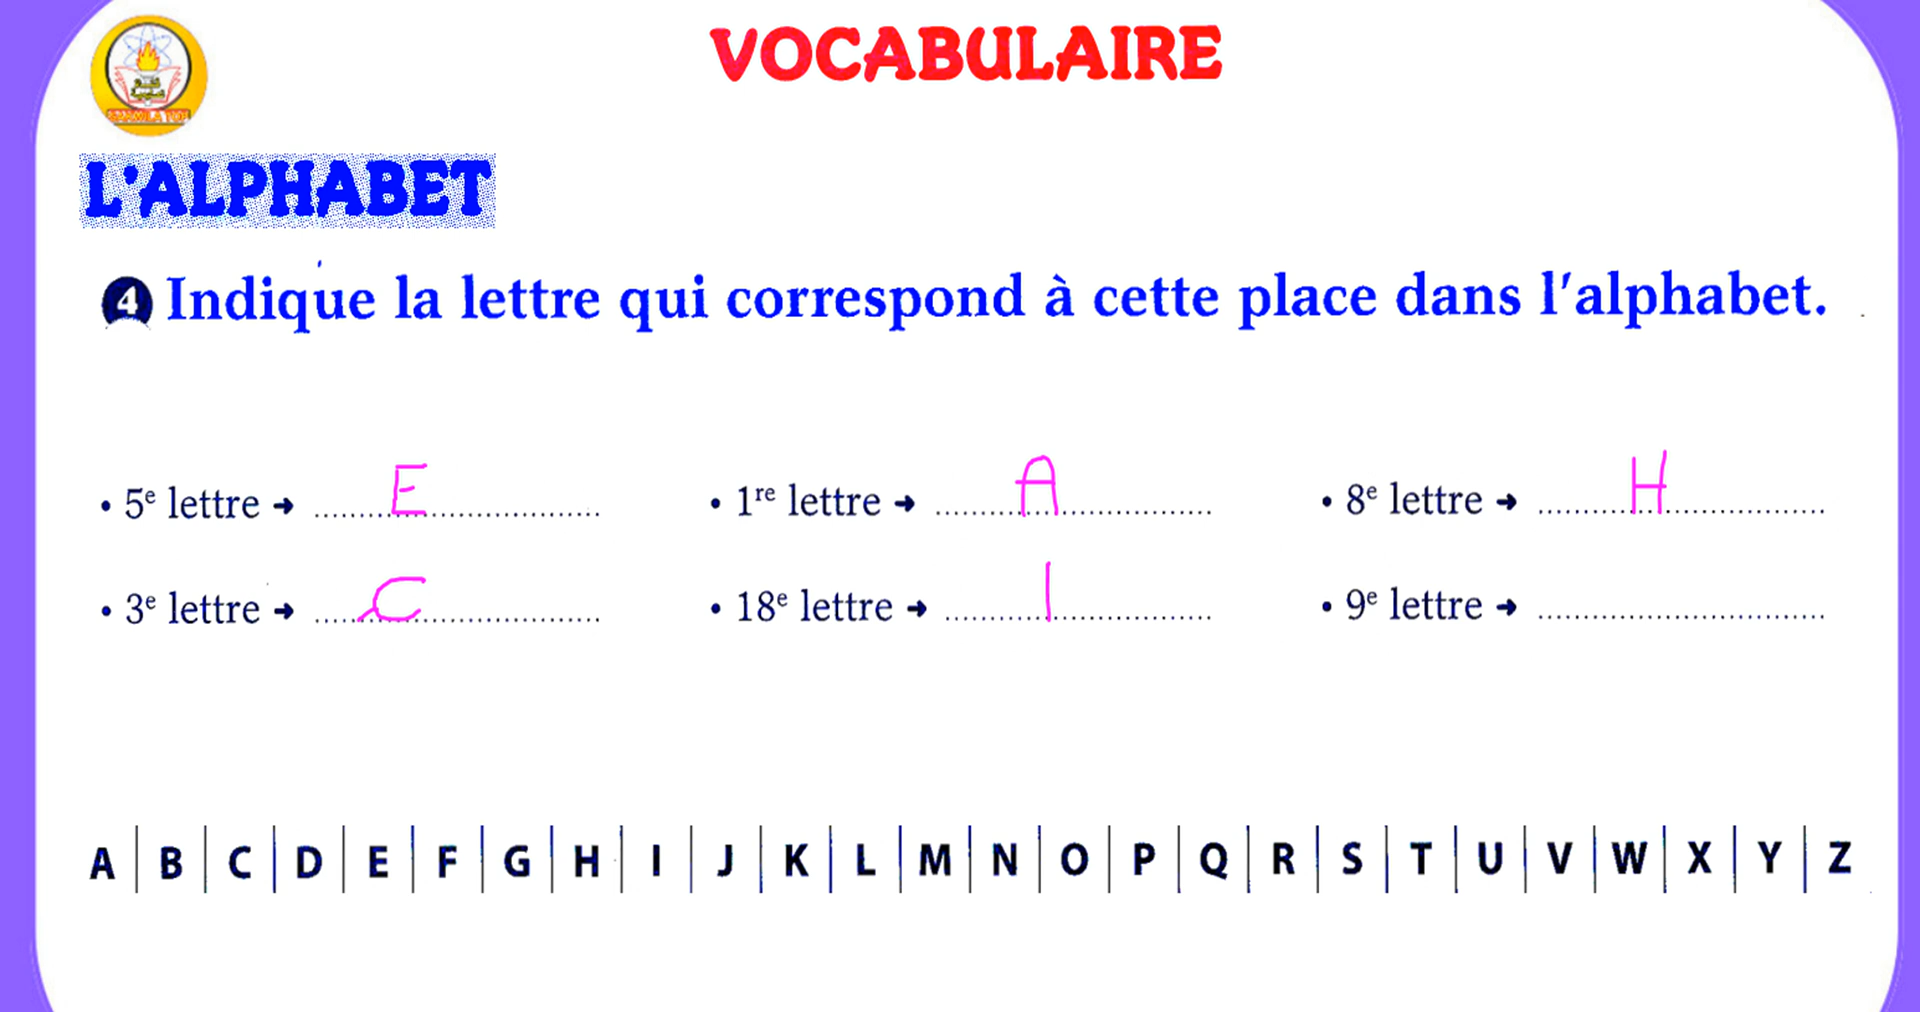 VOCABULAIRE
L'ALPHABET
4 Indique la lettre qui correspond à cette place dans l'alphabet.
• 5e lettre → E • 1re lettre → A • 8e lettre → H
• 3e lettre → C • 18e lettre → I • 9e lettre →
A B C D E F G H I J K L M N O P Q R S T U V W X Y Z